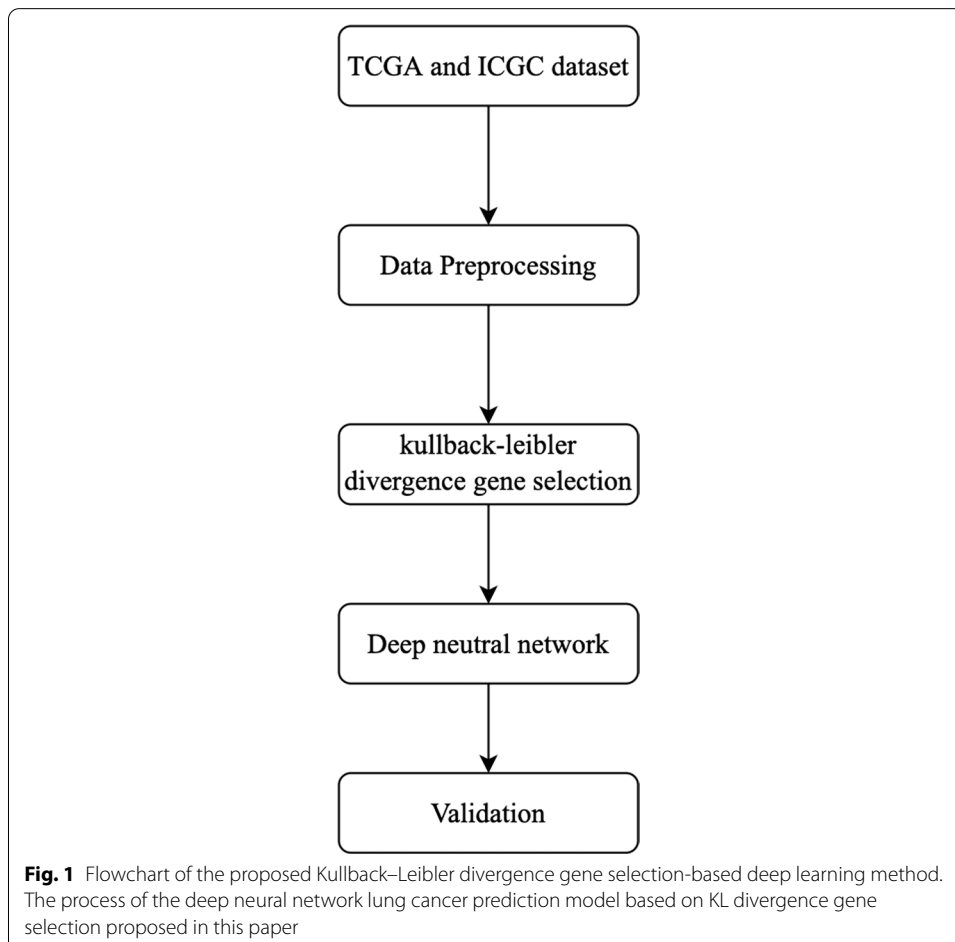 TCGA and ICGC dataset
Data Preprocessing
kullback-leibler
divergence gene selection
Deep neutral network
Validation
Fig. 1 Flowchart of the proposed Kullback–Leibler divergence gene selection-based deep learning method.
The process of the deep neural network lung cancer prediction model based on KL divergence gene
selection proposed in this paper